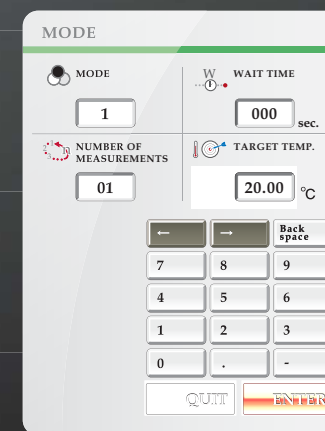 MODE
MODE
1
W
WAIT TIME
000
sec.
NUMBER OF
MEASUREMENTS
01
TARGET TEMP.
20.00
°C
←
→
Back
space
7
8
9
4
5
6
1
2
3
0
.
-
QUIT
ENTER